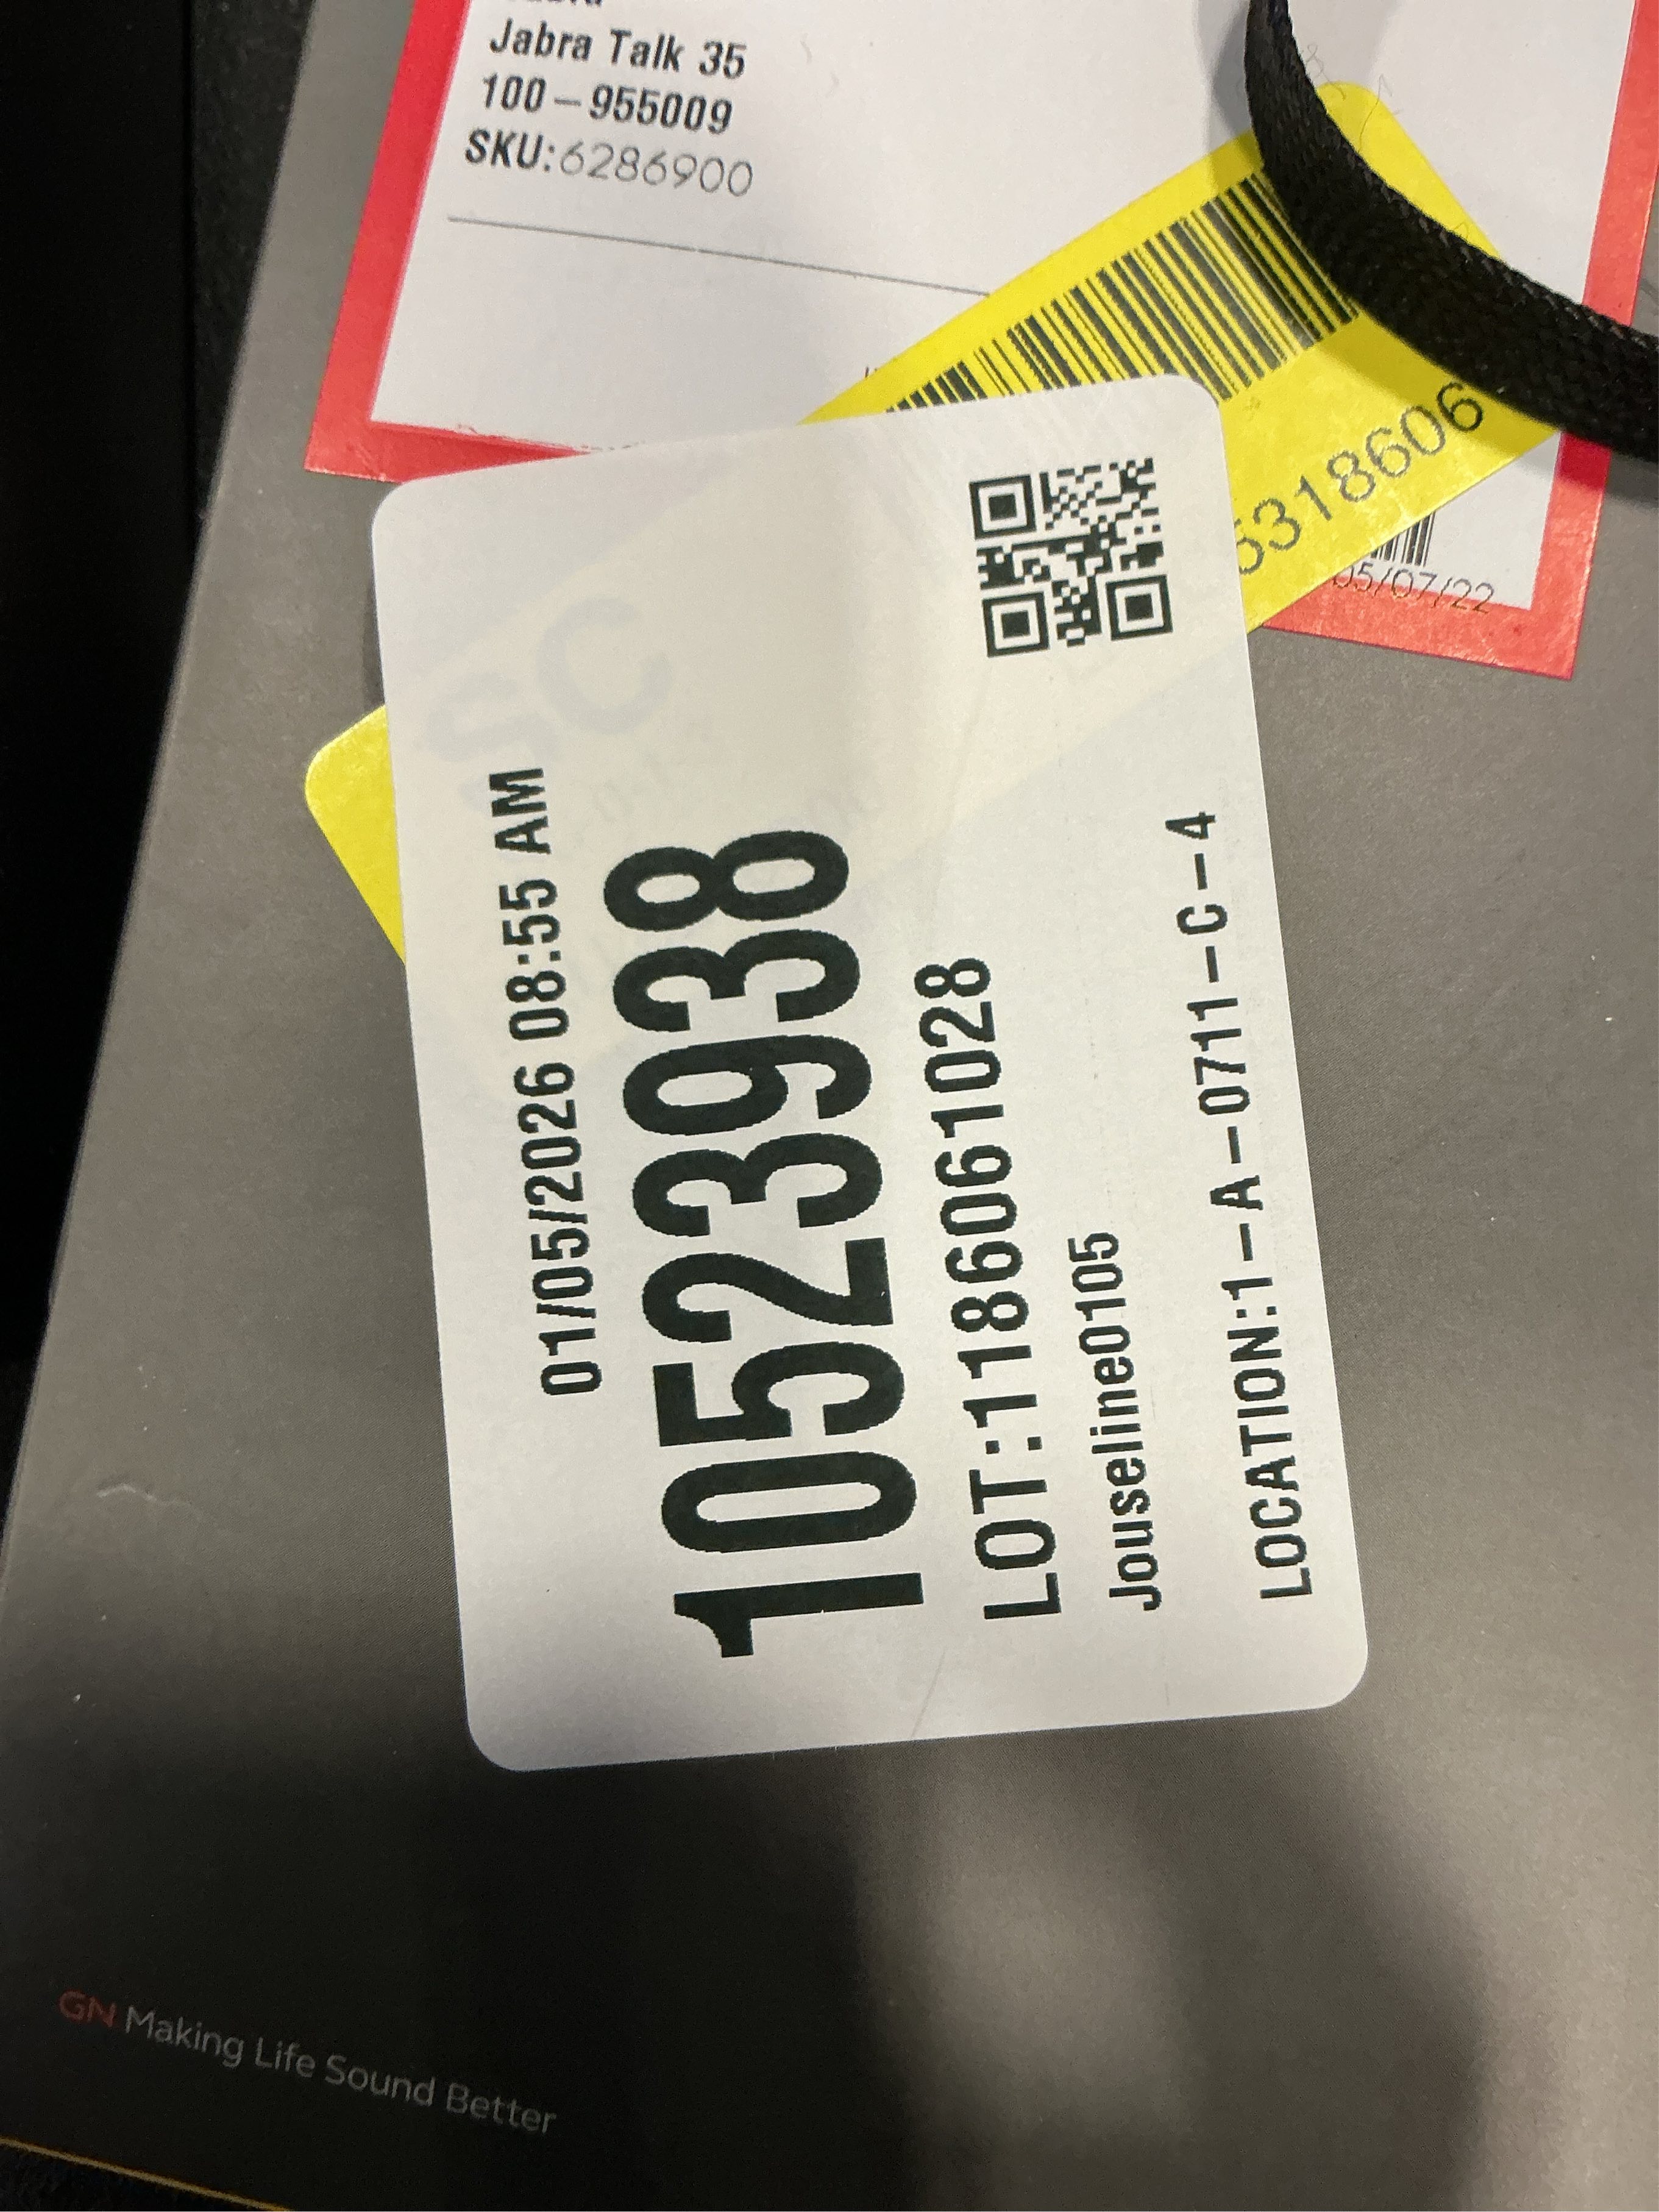 Jabra Talk 35
100-955009
SKU:6286900
5318606
05/07/22
01/05/2026 08:55 AM
10523938
LOT:1186061028
Jouseline0105
LOCATION:1-A-0711-C-4
GN Making Life Sound Better